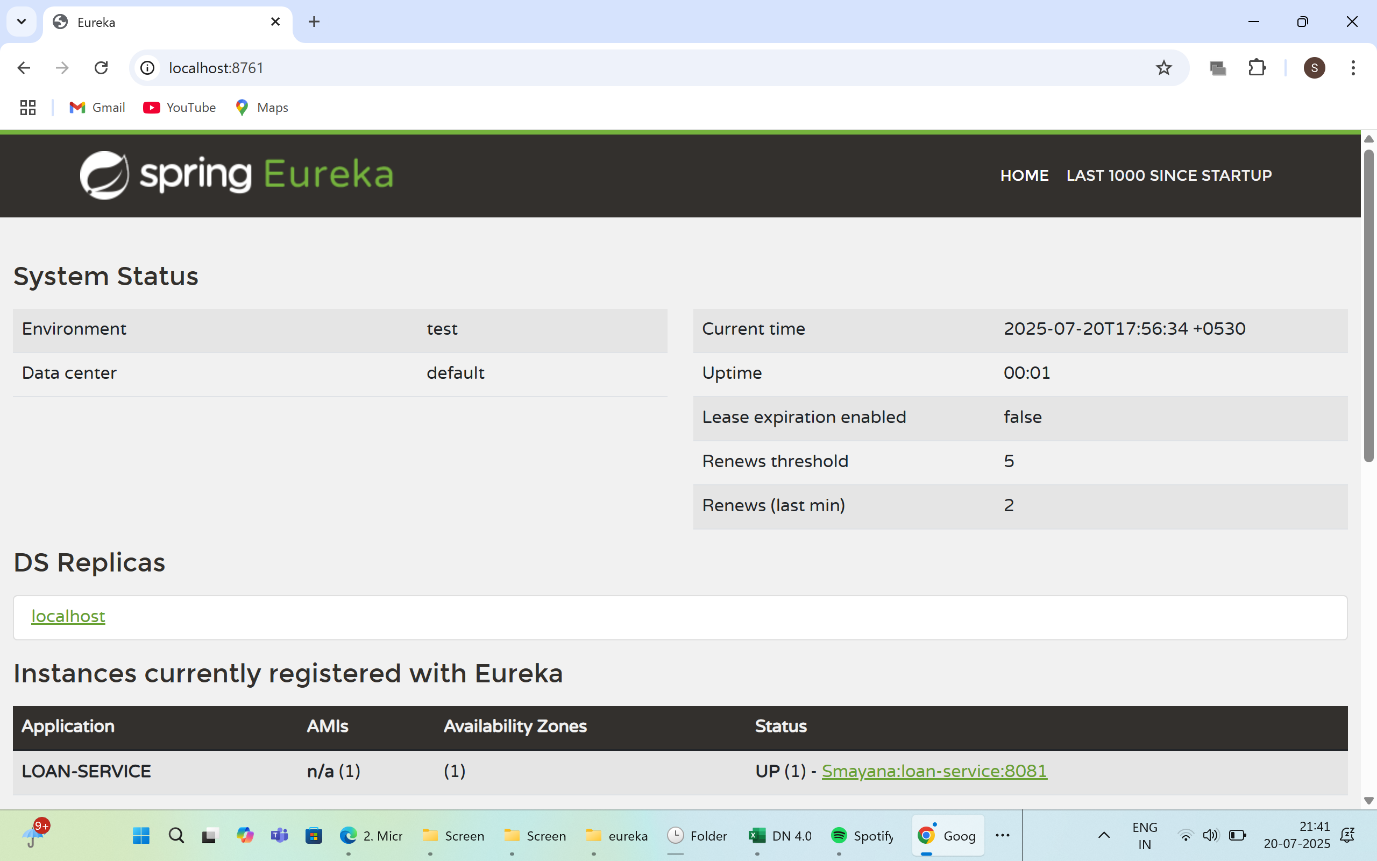 Eureka
localhost:8761
S
Gmail
YouTube
Maps
spring Eureka
HOME
LAST 1000 SINCE STARTUP
System Status
Environment test
Data center default
Current time 2025-07-20T17:56:34 +0530
Uptime 00:01
Lease expiration enabled false
Renews threshold 5
Renews (last min) 2
DS Replicas
localhost
Instances currently registered with Eureka
Application AMIs Availability Zones Status
LOAN-SERVICE n/a (1) (1) UP (1) - Smayana:loan-service:8081
9+
2. Micr
Screen
Screen
eureka
Folder
DN 4.0
Spotify
Goog
ENG
IN
21:41
20-07-2025